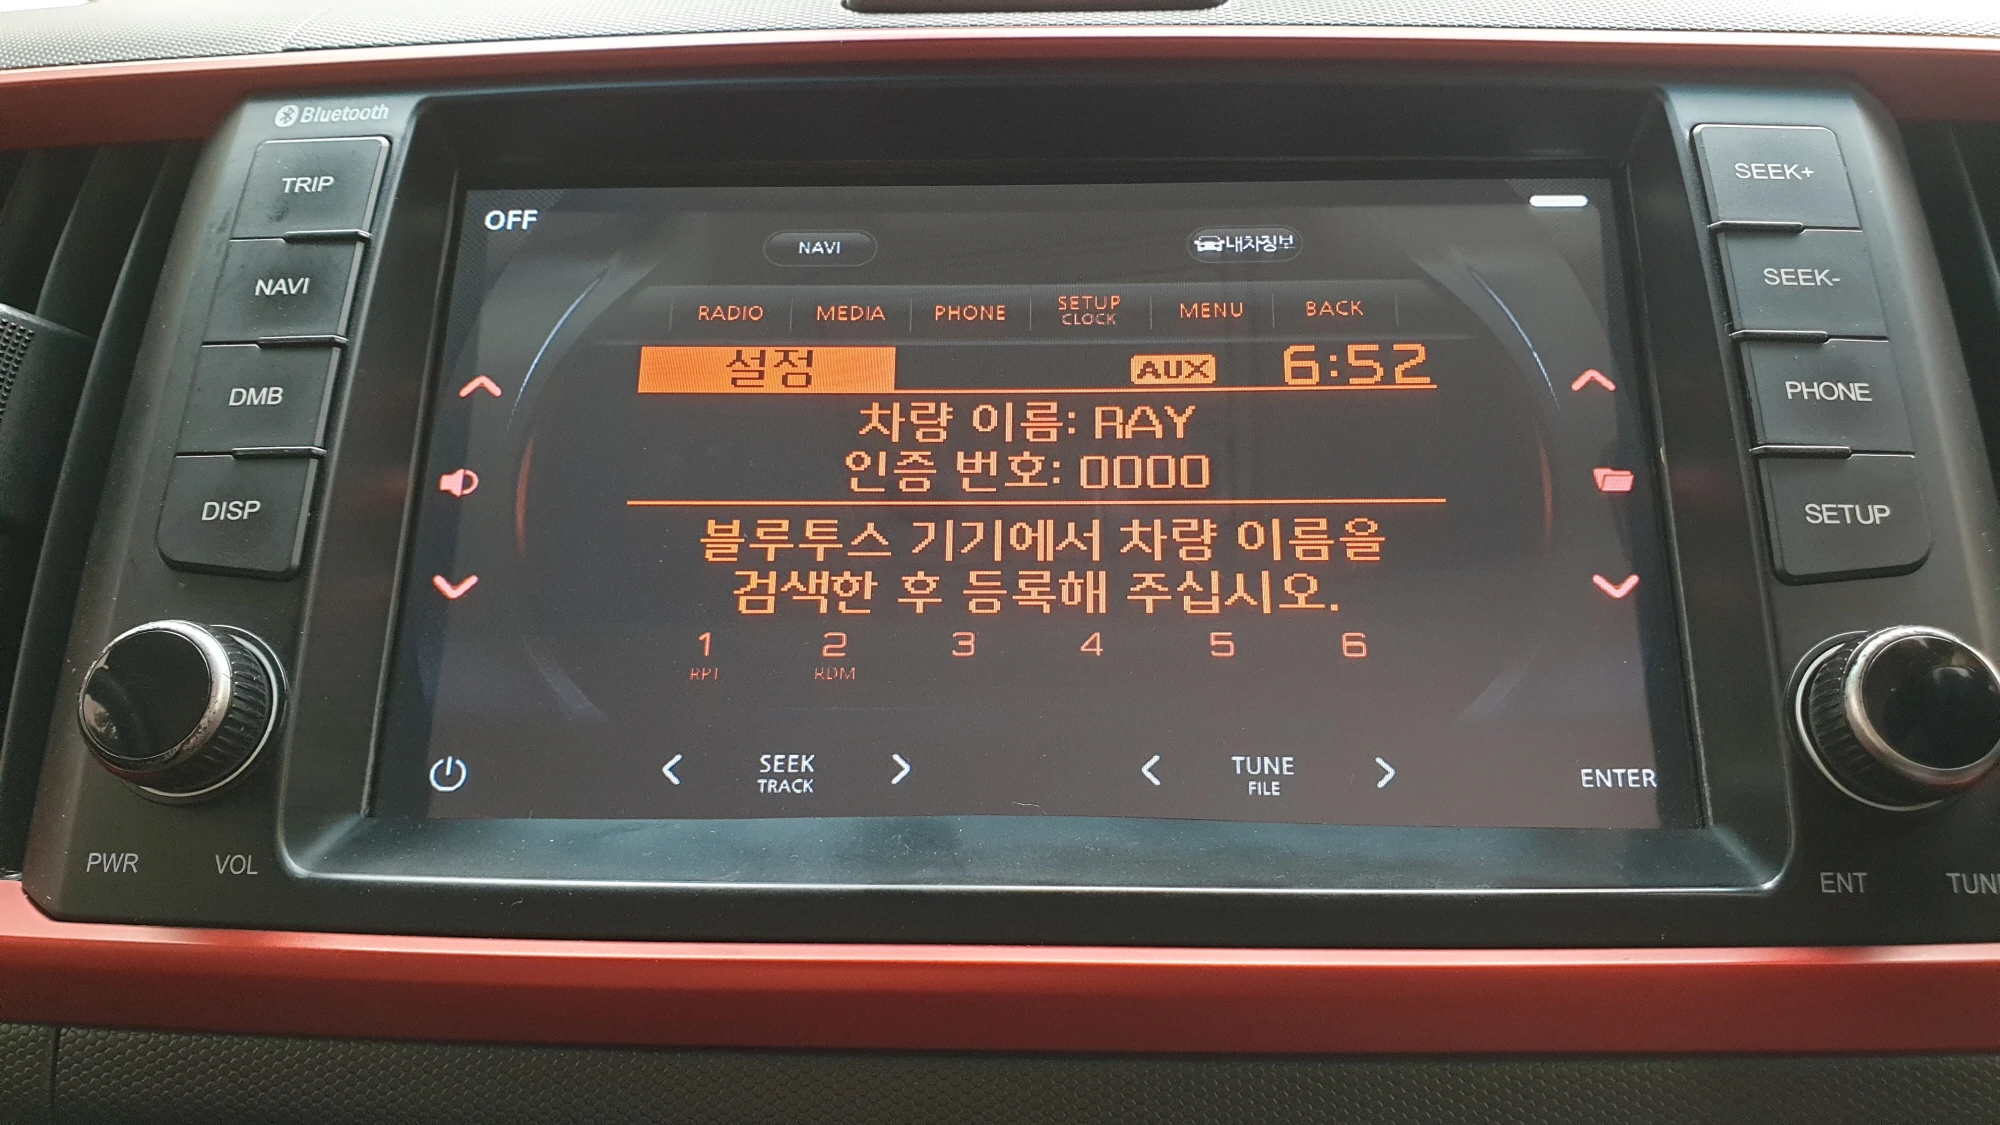 Bluetooth
TRIP
NAVI
DMB
DISP
PWR VOL
OFF
NAVI
내차정보
RADIO MEDIA PHONE SETUP CLOCK MENU BACK
설정 AUX 6:52
차량 이름: RAY
인증 번호: 0000
블루투스 기기에서 차량 이름을
검색한 후 등록해 주십시오.
1 2 3 4 5 6
RPT RDM
SEEK TRACK
TUNE FILE
ENTER
SEEK+
SEEK-
PHONE
SETUP
ENT TUN